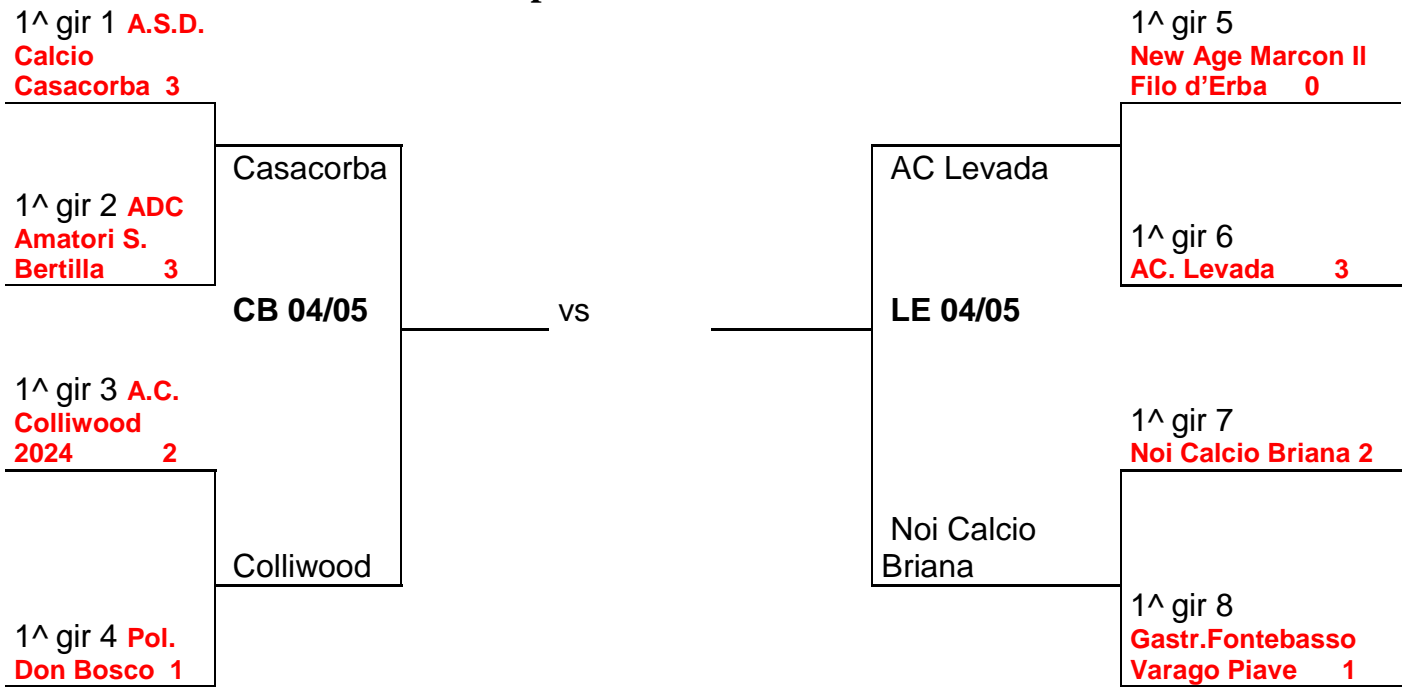 1^ gir 1 A.S.D.
Calcio
Casacorba 3
1^ gir 2 ADC
Amatori S.
Bertilla 3
1^ gir 3 A.C.
Colliwood
2024 2
1^ gir 4 Pol.
Don Bosco 1
Casacorba
CB 04/05
Colliwood
vs
AC Levada
LE 04/05
Noi Calcio
Briana
1^ gir 5
New Age Marcon Il
Filo d’Erba 0
1^ gir 6
AC. Levada 3
1^ gir 7
Noi Calcio Briana 2
1^ gir 8
Gastr.Fontebasso
Varago Piave 1